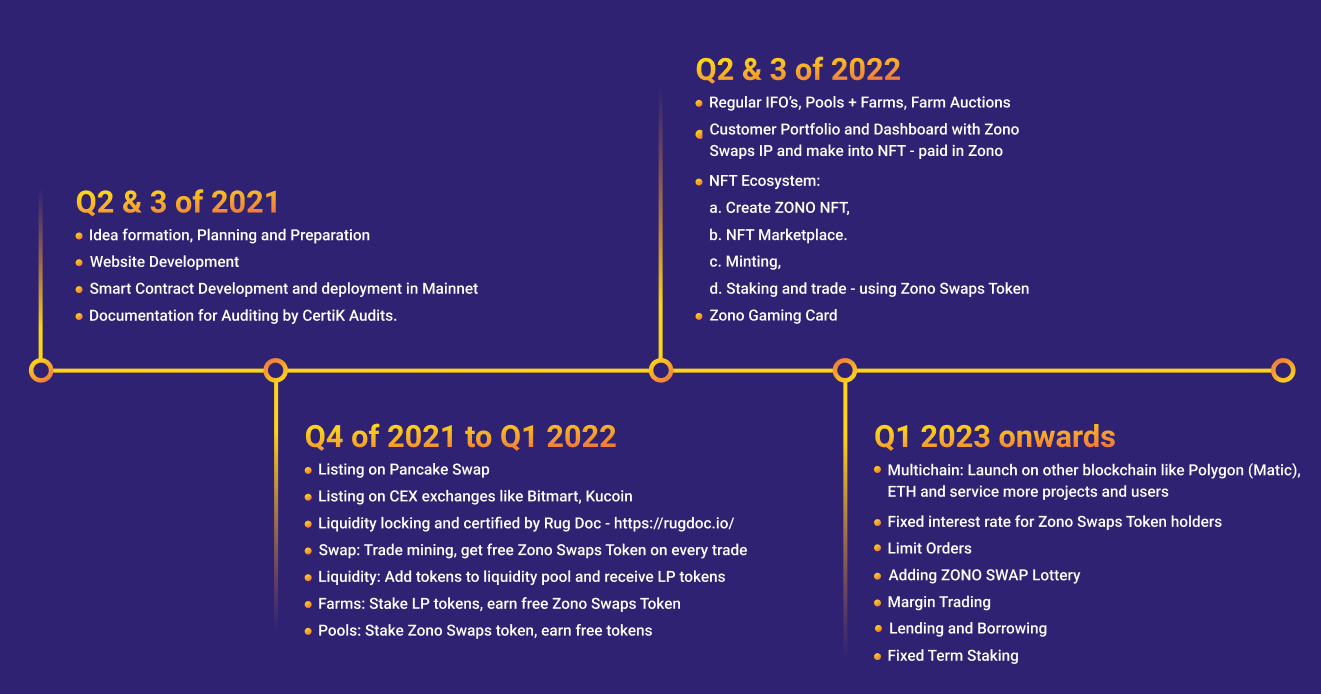 Q2 & 3 of 2021
Idea formation, Planning and Preparation
Website Development
Smart Contract Development and deployment in Mainnet
Documentation for Auditing by CertiK Audits.
Q4 of 2021 to Q1 2022
Listing on Pancake Swap
Listing on CEX exchanges like Bitmart, Kucoin
Liquidity locking and certified by Rug Doc - https://rugdoc.io/
Swap: Trade mining, get free Zono Swaps Token on every trade
Liquidity: Add tokens to liquidity pool and receive LP tokens
Farms: Stake LP tokens, earn free Zono Swaps Token
Pools: Stake Zono Swaps token, earn free tokens
Q2 & 3 of 2022
Regular IFO's, Pools + Farms, Farm Auctions
Customer Portfolio and Dashboard with Zono
Swaps IP and make into NFT - paid in Zono
NFT Ecosystem:
a. Create ZONO NFT,
b. NFT Marketplace.
c. Minting,
d. Staking and trade - using Zono Swaps Token
Zono Gaming Card
Q1 2023 onwards
Multichain: Launch on other blockchain like Polygon (Matic),
ETH and service more projects and users
Fixed interest rate for Zono Swaps Token holders
Limit Orders
Adding ZONO SWAP Lottery
Margin Trading
Lending and Borrowing
Fixed Term Staking